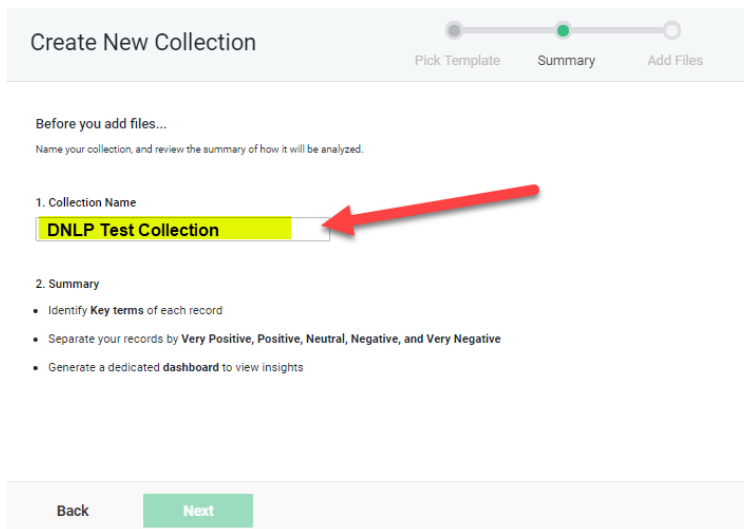 Create New Collection
Pick Template
Summary
Add Files
Before you add files...
Name your collection, and review the summary of how it will be analyzed.
1. Collection Name
DNLP Test Collection
2. Summary
• Identify Key terms of each record
• Separate your records by Very Positive, Positive, Neutral, Negative, and Very Negative
• Generate a dedicated dashboard to view insights
Back
Next